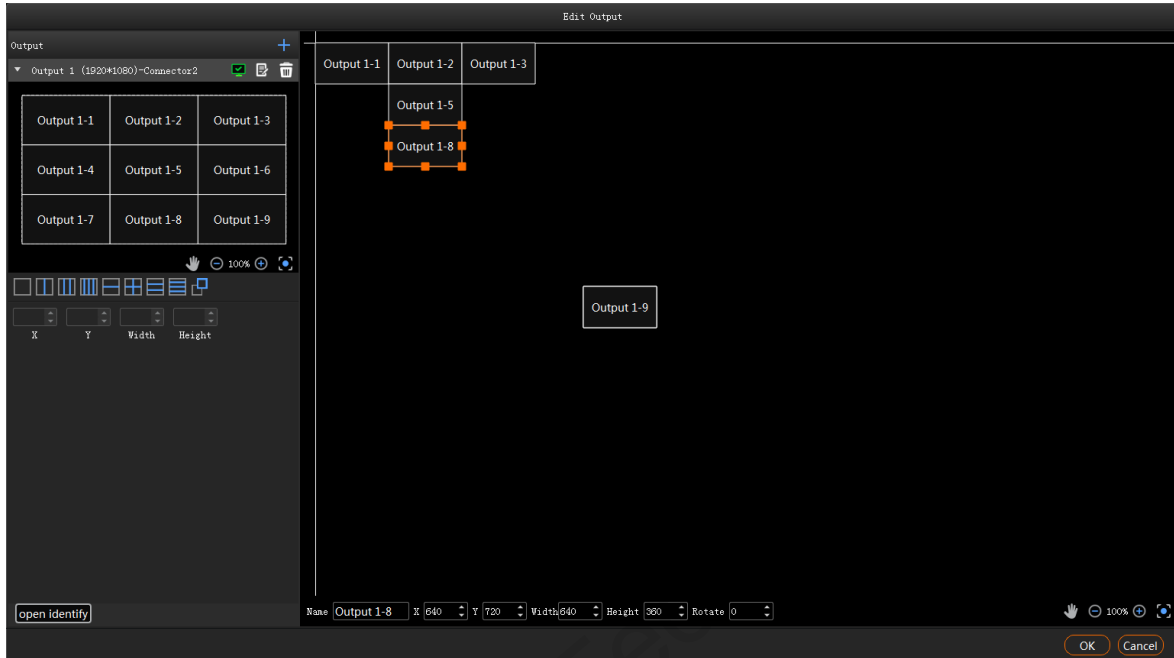 Edit Output
Output
Output 1 (1920*1080)-Connector2
Output 1-1 Output 1-2 Output 1-3
Output 1-4 Output 1-5 Output 1-6
Output 1-7 Output 1-8 Output 1-9
100%
X Y Width Height
open identify
Output 1-1 Output 1-2 Output 1-3
Output 1-5
Output 1-8
Output 1-9
Name Output 1-8 X 640 Y 720 Width 640 Height 360 Rotate 0
100%
OK Cancel